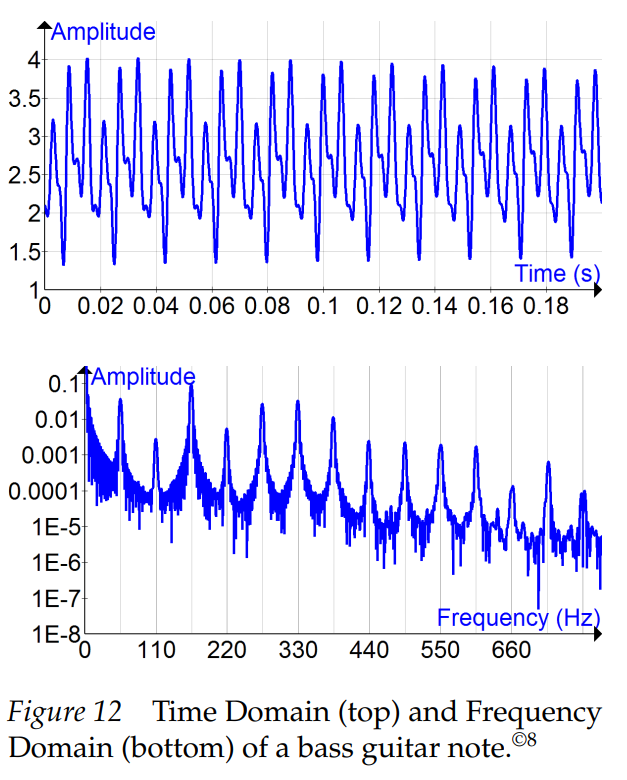 Amplitude
4
3.5
3
2.5
2
1.5
1
Time (s)
0 0.02 0.04 0.06 0.08 0.1 0.12 0.14 0.16 0.18
Amplitude
0.1
0.01
0.001
0.0001
1E-5
1E-6
1E-7
1E-8
Frequency (Hz)
0 110 220 330 440 550 660
Figure 12 Time Domain (top) and Frequency
Domain (bottom) of a bass guitar note.©8